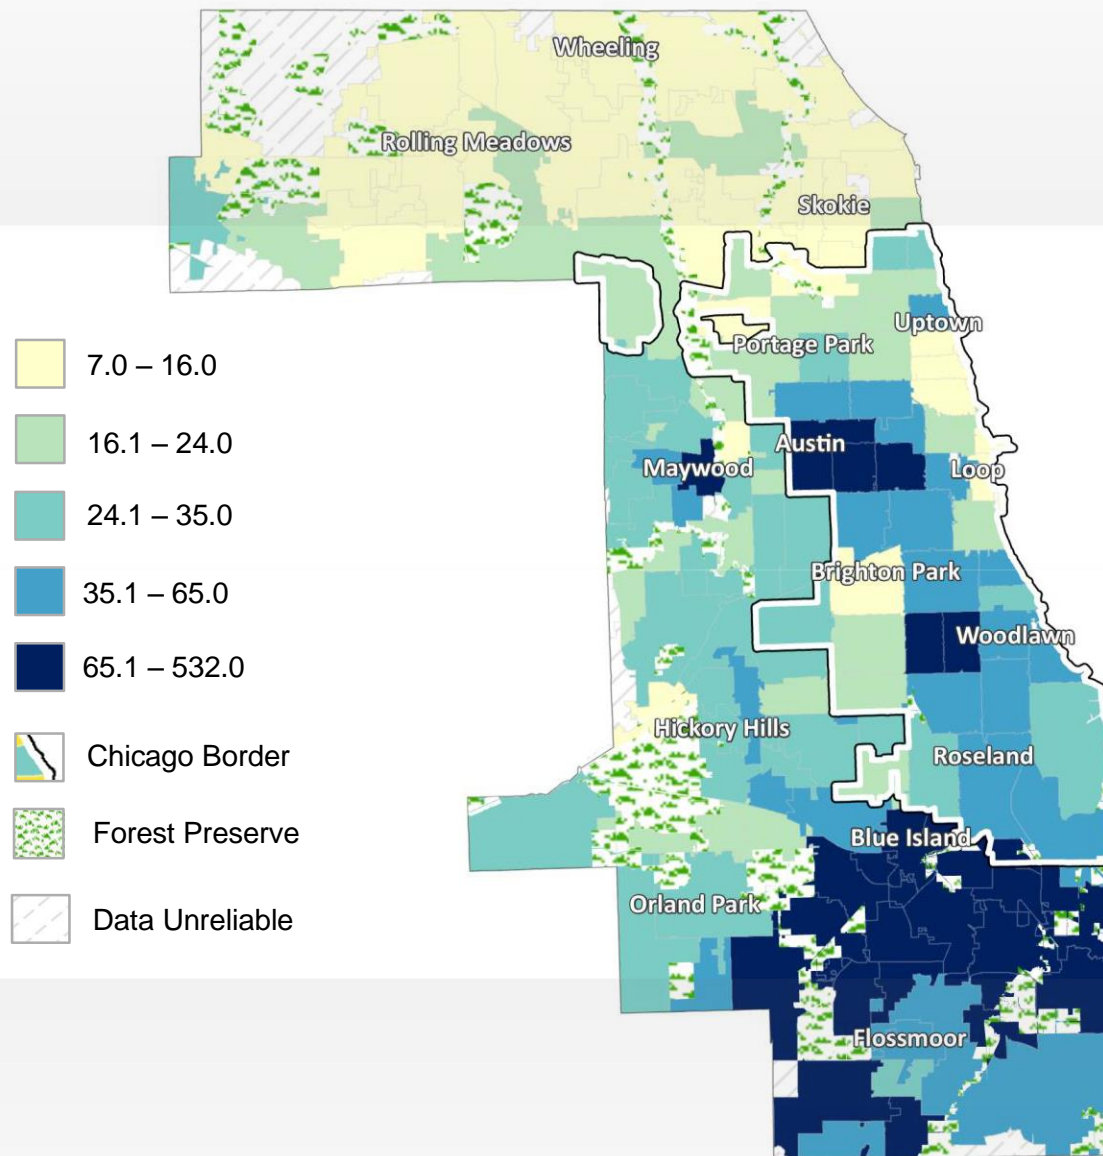 Wheeling
Rolling Meadows
Skokie
Uptown
Portage Park
Austin
Maywood
Loop
Brighton Park
Woodlawn
Hickory Hills
Roseland
Blue Island
Orland Park
Flossmoor
7.0 – 16.0
16.1 – 24.0
24.1 – 35.0
35.1 – 65.0
65.1 – 532.0
Chicago Border
Forest Preserve
Data Unreliable